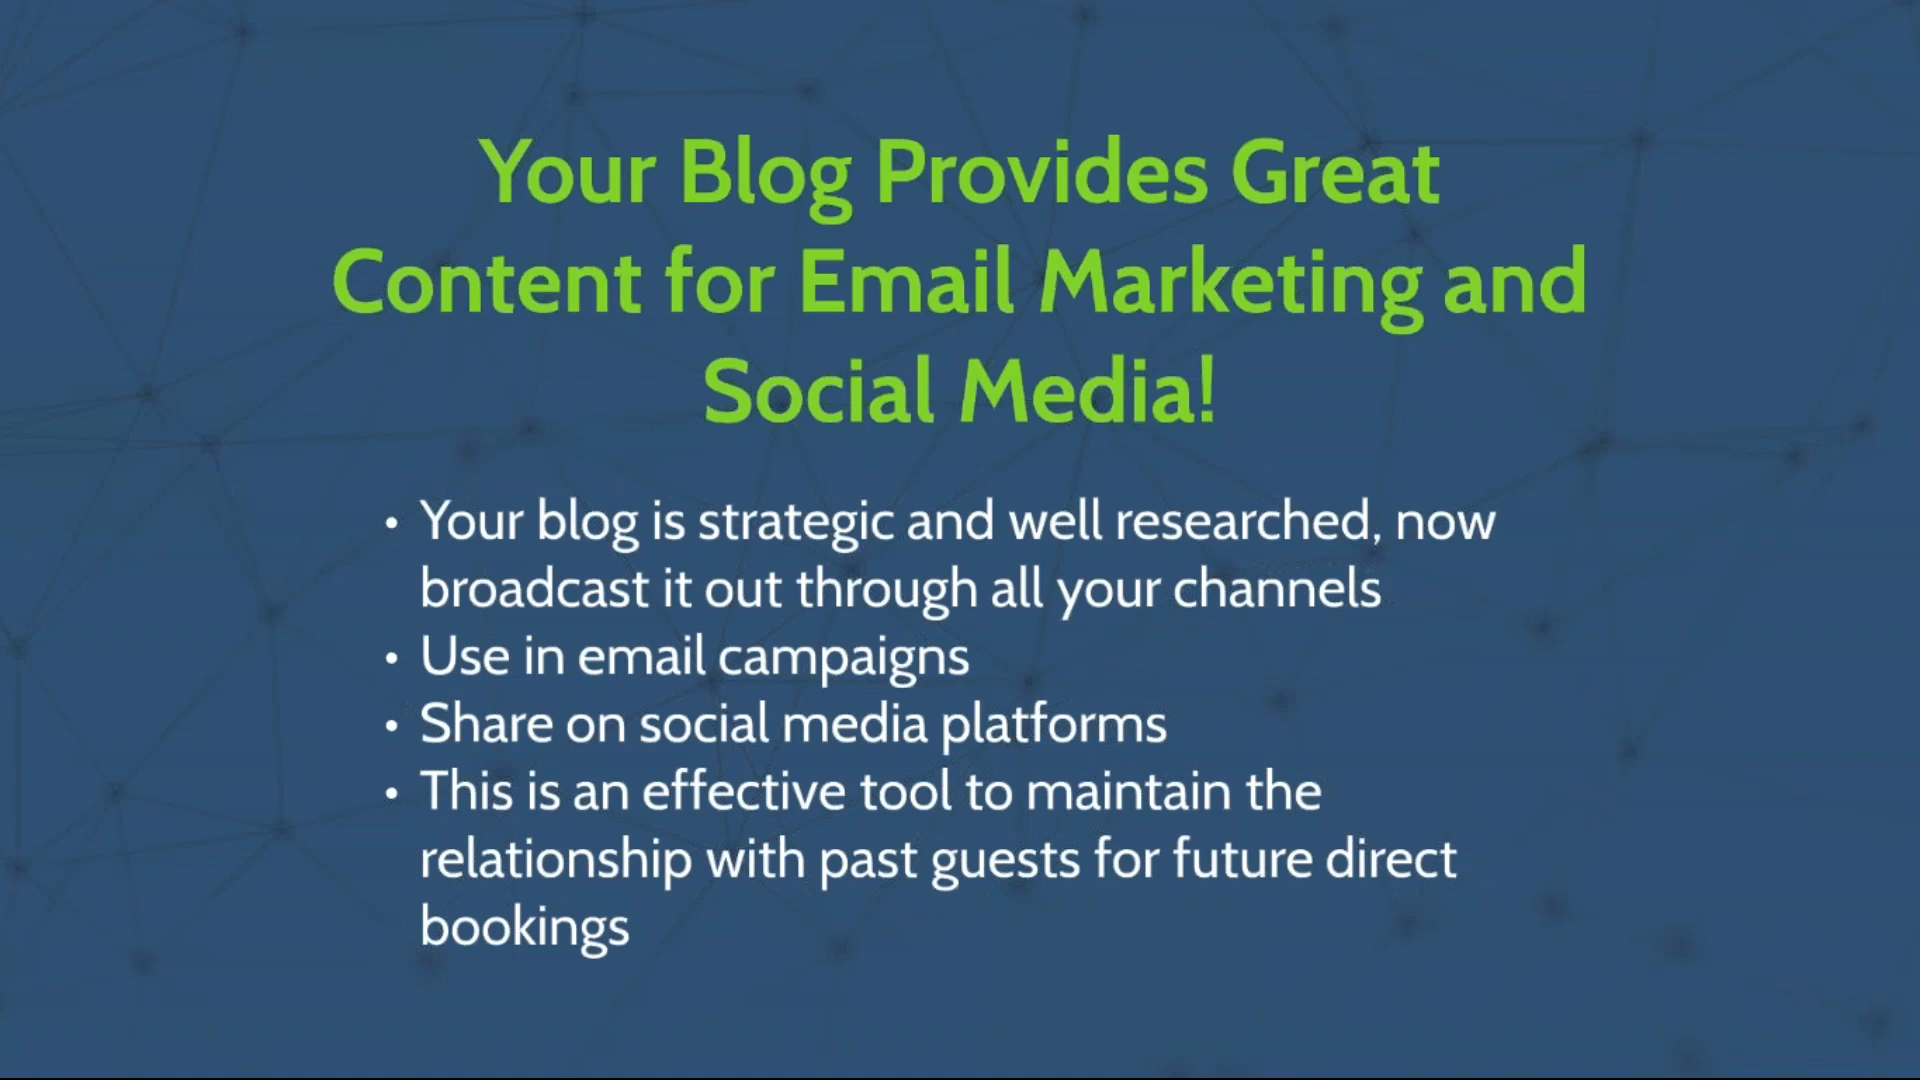 Your Blog Provides Great
Content for Email Marketing and
Social Media!
• Your blog is strategic and well researched, now
broadcast it out through all your channels
• Use in email campaigns
• Share on social media platforms
• This is an effective tool to maintain the
relationship with past guests for future direct
bookings